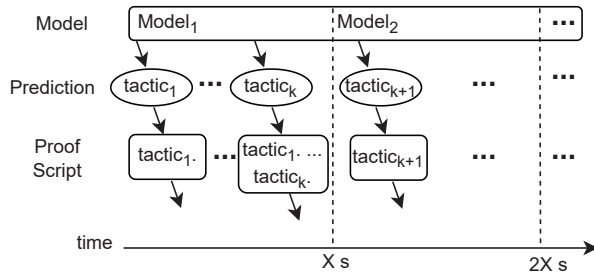 Model Model₁ Model₂ ...
Prediction tactic₁ ... tacticₖ tacticₖ₊₁ ... ...
Proof
Script
tactic₁. ... tactic₁. ...
tacticₖ.
tacticₖ₊₁ ... ...
time
X s 2X s